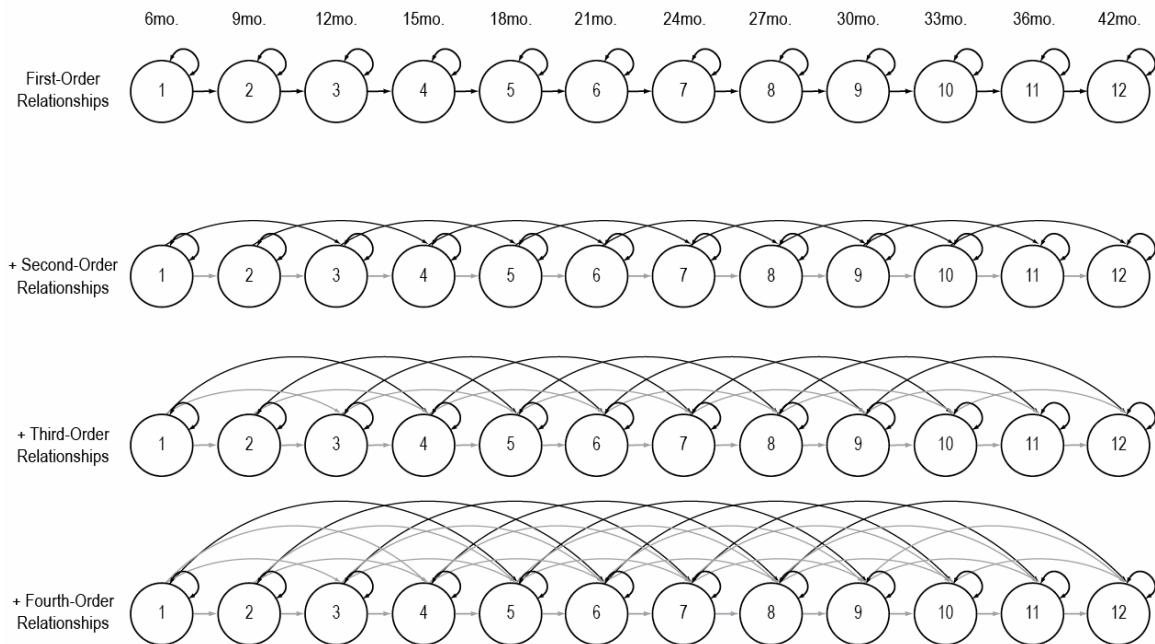 6mo. 9mo. 12mo. 15mo. 18mo. 21mo. 24mo. 27mo. 30mo. 33mo. 36mo. 42mo.
First-Order
Relationships
1 2 3 4 5 6 7 8 9 10 11 12
+ Second-Order
Relationships
1 2 3 4 5 6 7 8 9 10 11 12
+ Third-Order
Relationships
1 2 3 4 5 6 7 8 9 10 11 12
+ Fourth-Order
Relationships
1 2 3 4 5 6 7 8 9 10 11 12